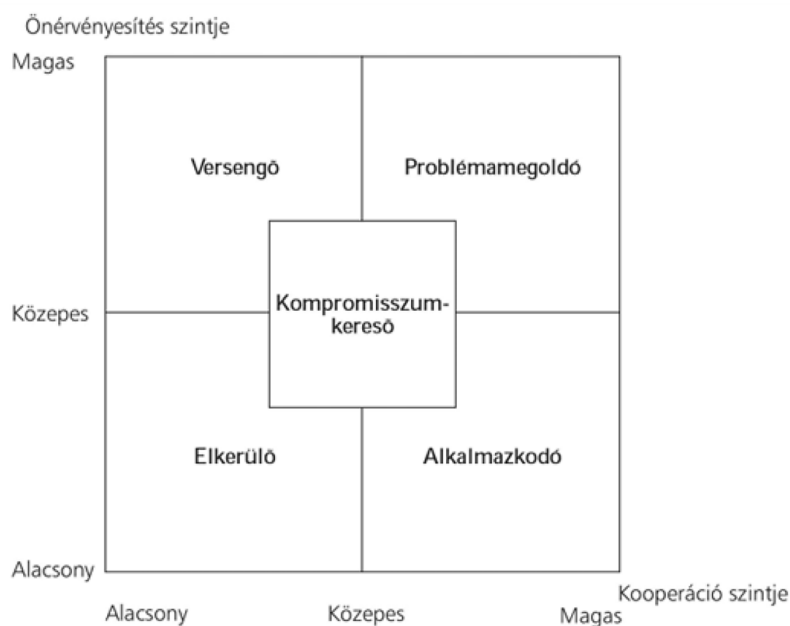 Önérvényesítés szintje
Magas
Versengő
Problémamegoldó
Közepes
Kompromisszum-
kereső
Elkerülő
Alkalmazkodó
Alacsony
Kooperáció szintje
Alacsony
Közepes
Magas